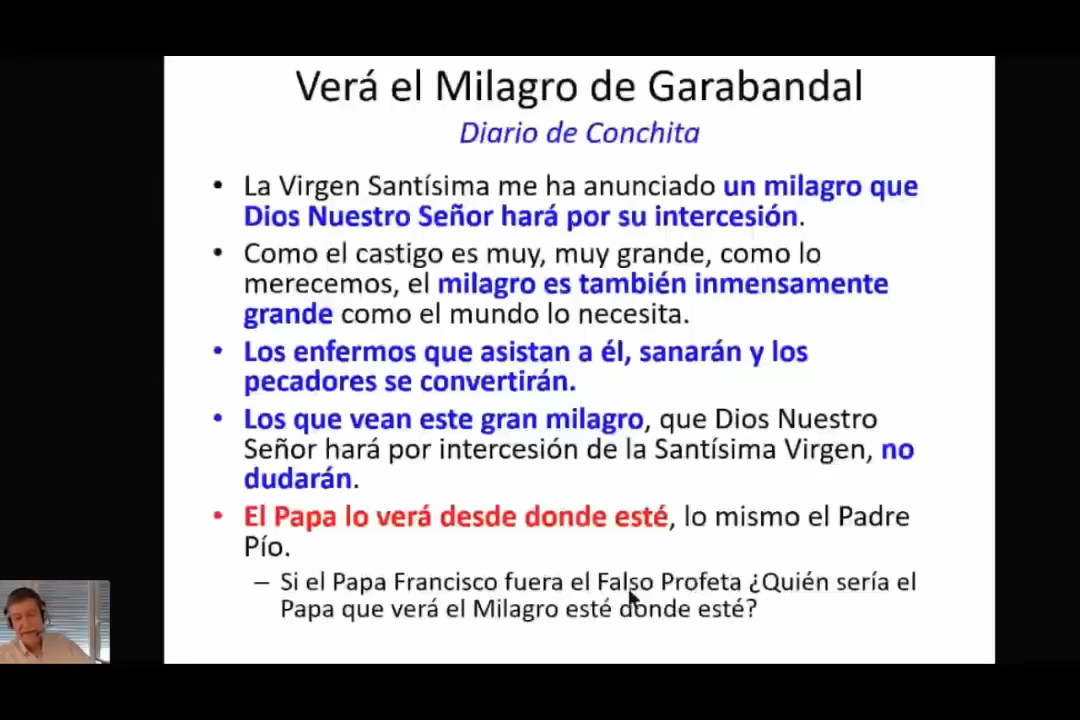 Verá el Milagro de Garabandal
Diario de Conchita
• La Virgen Santísima me ha anunciado un milagro que
Dios Nuestro Señor hará por su intercesión.
• Como el castigo es muy, muy grande, como lo
merecemos, el milagro es también inmensamente
grande como el mundo lo necesita.
• Los enfermos que asistan a él, sanarán y los
pecadores se convertirán.
• Los que vean este gran milagro, que Dios Nuestro
Señor hará por intercesión de la Santísima Virgen, no
dudarán.
• El Papa lo verá desde donde esté, lo mismo el Padre
Pío.
– Si el Papa Francisco fuera el Falso Profeta ¿Quién sería el
Papa que verá el Milagro esté donde esté?